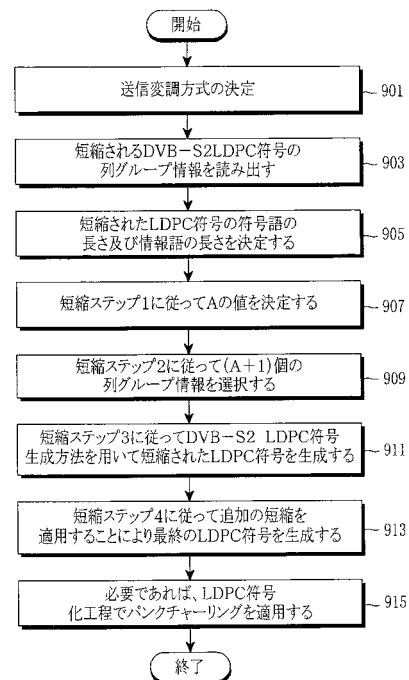 開始
送信変調方式の決定
901
短縮されるDVB-S2LDPC符号の
列グループ情報を読み出す
903
短縮されたLDPC符号の符号語の
長さ及び情報語の長さを決定する
905
短縮ステップ1に従ってAの値を決定する
907
短縮ステップ2に従って(A+1)個の
列グループ情報を選択する
909
短縮ステップ3に従ってDVB-S2 LDPC符号
生成方法を用いて短縮されたLDPC符号を生成する
911
短縮ステップ4に従って追加の短縮を
適用することにより最終のLDPC符号を生成する
913
必要であれば、LDPC符号
化工程でパンクチャーリングを適用する
915
終了